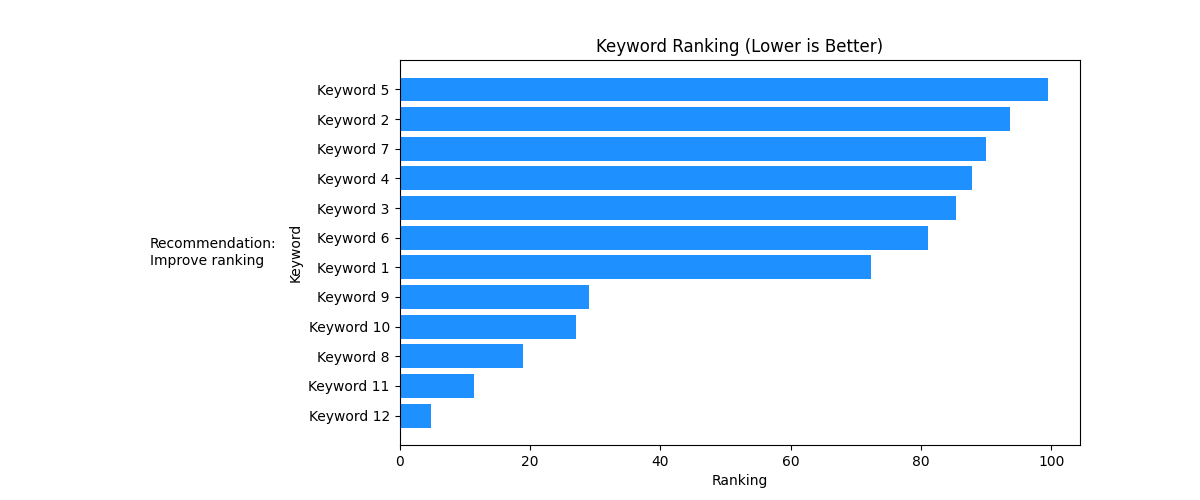 Keyword Ranking (Lower is Better)
Recommendation:
Improve ranking
Keyword
Keyword 5
Keyword 2
Keyword 7
Keyword 4
Keyword 3
Keyword 6
Keyword 1
Keyword 9
Keyword 10
Keyword 8
Keyword 11
Keyword 12
0 20 40 60 80 100
Ranking